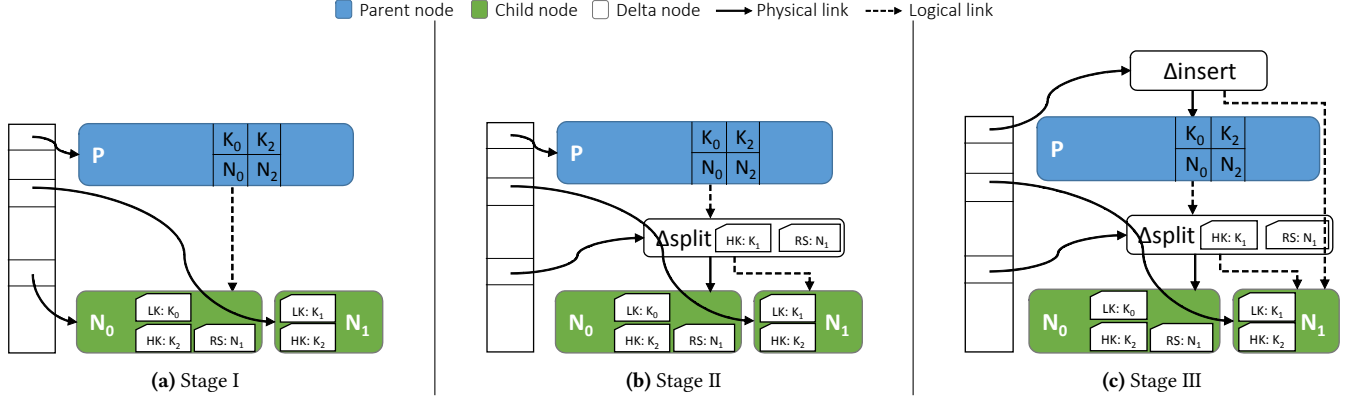 Parent node Child node Delta node Physical link Logical link
P K₀ K₂
N₀ N₂
N₀ LK: K₀
HK: K₂ RS: N₁
LK: K₁
HK: K₂
N₁
(a) Stage I
P K₀ K₂
N₀ N₂
Δsplit HK: K₁ RS: N₁
N₀ LK: K₀
HK: K₂ RS: N₁
LK: K₁
HK: K₂
N₁
(b) Stage II
Δinsert
P K₀ K₂
N₀ N₂
Δsplit HK: K₁ RS: N₁
N₀ LK: K₀
HK: K₂ RS: N₁
LK: K₁
HK: K₂
N₁
(c) Stage III